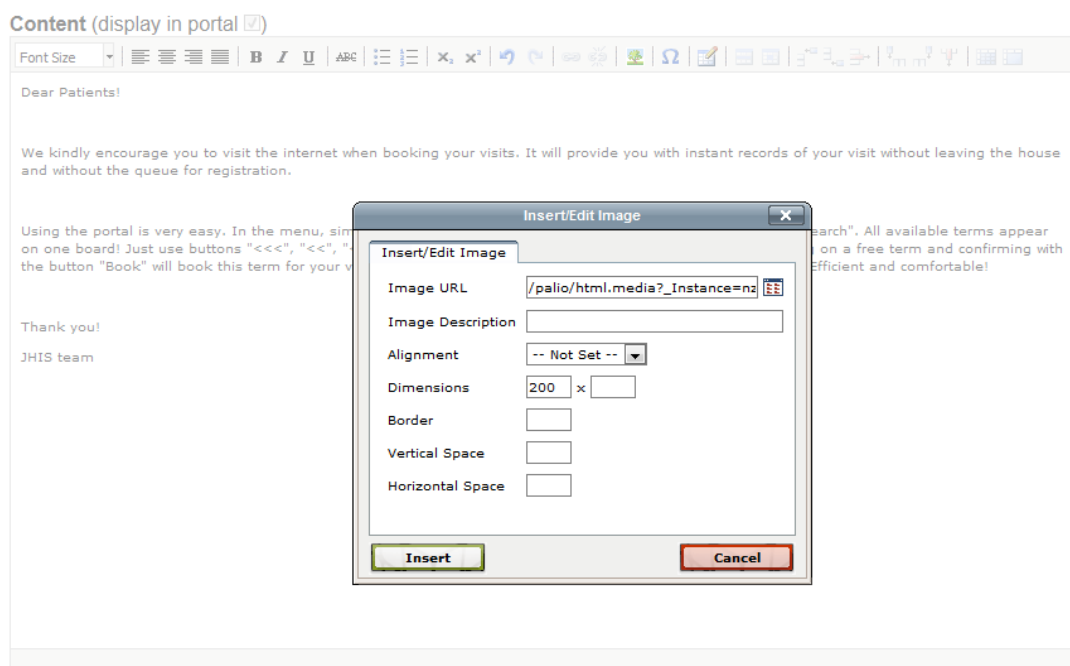 Content (display in portal)
Font Size B I U ABC x₂ x² Ω
Dear Patients!
We kindly encourage you to visit the internet when booking your visits. It will provide you with instant records of your visit without leaving the house
and without the queue for registration.
Using the portal is very easy. In the menu, sim earch". All available terms appear
on one board! Just use buttons "<<<", "<<", " on a free term and confirming with
the button "Book" will book this term for your v Efficient and comfortable!
Thank you!
JHIS team
Insert/Edit Image
Insert/Edit Image
Image URL /palio/html.media?_Instance=nz
Image Description
Alignment -- Not Set --
Dimensions 200 x
Border
Vertical Space
Horizontal Space
Insert Cancel